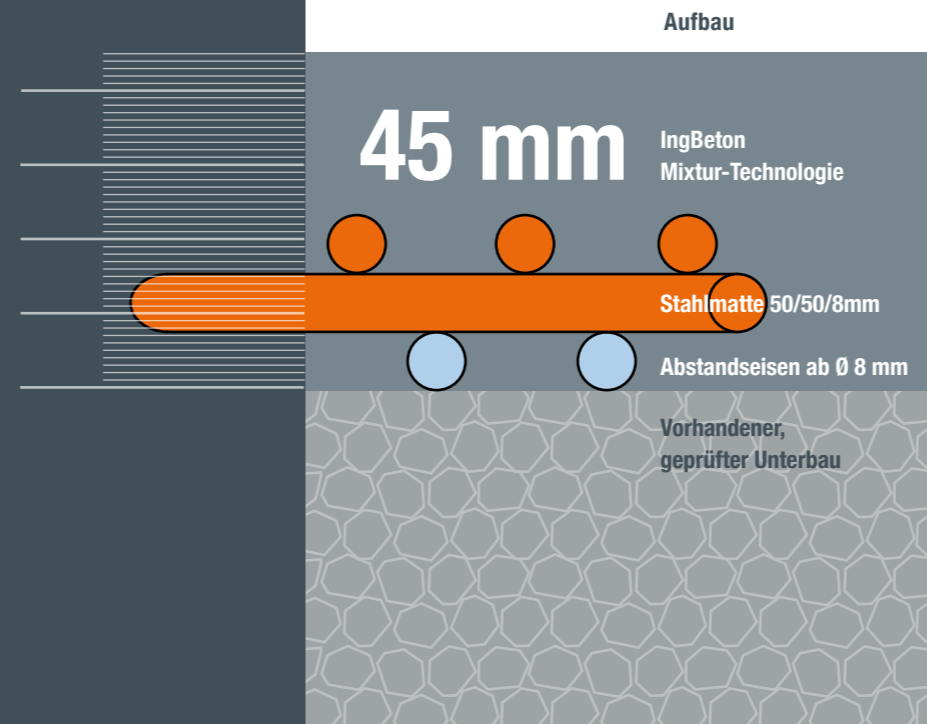 Aufbau
45 mm
IngBeton
Mixtur-Technologie
Stahlmatte 50/50/8mm
Abstandseisen ab Ø 8 mm
Vorhandener,
geprüfter Unterbau